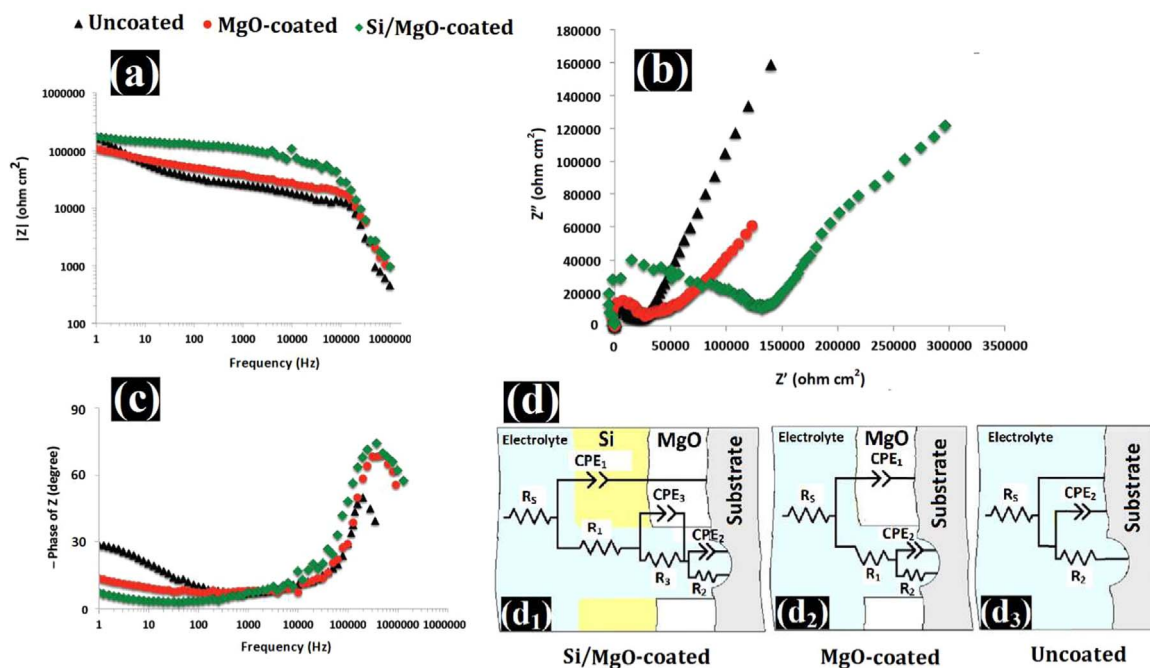 Uncoated MgO-coated Si/MgO-coated
(a)
1000000
100000
10000
1000
100
|Z| (ohm cm2)
1 10 100 1000 10000 100000 1000000
Frequency (Hz)
(b)
180000
160000
140000
120000
100000
80000
60000
40000
20000
0
Z″ (ohm cm²)
0 50000 100000 150000 200000 250000 300000 350000
Z′ (ohm cm²)
(c)
90
60
30
0
–Phase of Z (degree)
1 10 100 1000 10000 100000 1000000 10000000
Frequency (Hz)
(d)
Electrolyte Si MgO
CPE1
Substrate
RS
CPE3
R1
CPE2
R3
R2
(d1)
Si/MgO-coated
Electrolyte MgO
CPE1
Substrate
RS
CPE2
R1
R2
(d2)
MgO-coated
Electrolyte
Substrate
RS
CPE2
R2
(d3)
Uncoated